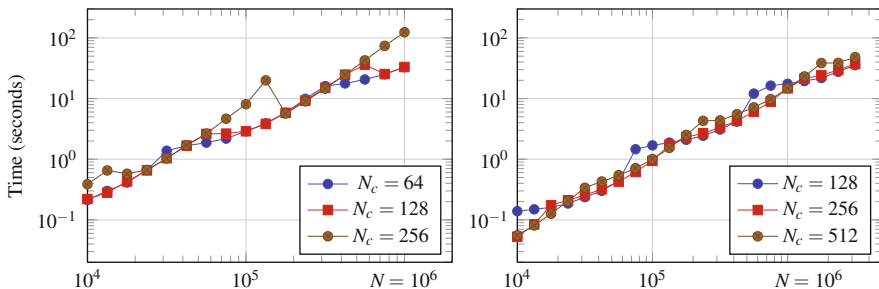 Time (seconds)
10^2
10^1
10^0
10^−1
10^4
10^5
N = 10^6
N_c = 64
N_c = 128
N_c = 256
10^2
10^1
10^0
10^−1
10^4
10^5
N = 10^6
N_c = 128
N_c = 256
N_c = 512